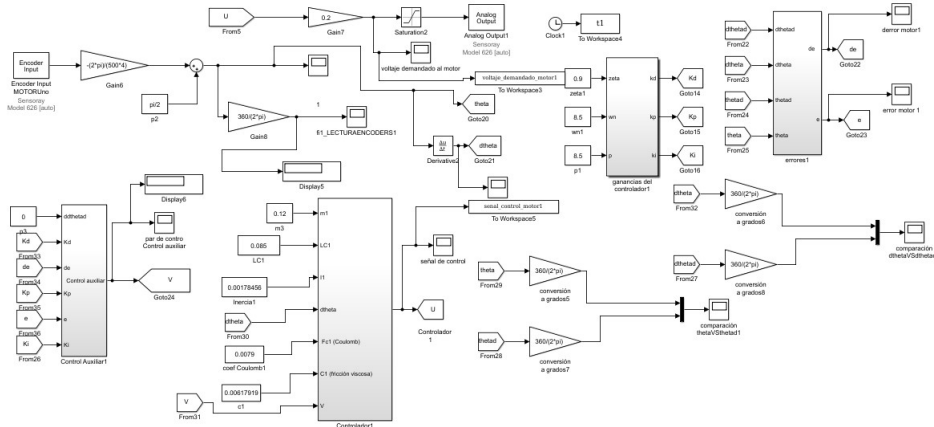 U
From5
0.2
Gain7
Saturation2
Analog
Output
Analog Output1
Sensoray
Model 626 [auto]
voltaje demandado al motor
Encoder
Input
Encoder Input
MOTORUno
Sensoray
Model 626 [auto]
-(2*pi)/(500*4)
Gain6
pi/2
p2
360/(2*pi)
Gain8
1
fi1_LECTURAENCODERS1
Display5
voltaje_demandado_motor1
To Workspace3
theta
Goto20
Δu
Δt
Derivative2
dtheta
Goto21
senal_control_motor1
To Workspace5
Clock1
t1
To Workspace4
0.9
zeta1
8.5
wn1
8.5
p1
zeta
wn
p
kd
kp
ki
ganancias del
controlador1
Kd
Goto14
Kp
Goto15
Ki
Goto16
dthetad
From22
dtheta
From23
thetad
From24
theta
From25
dthetad
dtheta
thetad
theta
de
e
errores1
derror motor1
de
Goto22
error motor 1
e
Goto23
Display6
0
p3
Kd
From33
de
From34
Kp
From35
e
From36
Ki
From26
ddthetad
Kd
de
Control auxiliar
Kp
e
Ki
Control Auxiliar1
par de contro
Control auxiliar
V
Goto24
0.12
m3
0.085
LC1
0.00178456
Inercia1
dtheta
From30
0.0079
coef Coulomb1
0.00617919
c1
V
From31
m1
LC1
I1
dtheta
Fc1 (Coulomb)
C1 (fricción viscosa)
V
Controlador1
señal de control
U
Controlador
1
theta
From29
360/(2*pi)
conversión
a grados5
thetad
From28
360/(2*pi)
conversión
a grados7
comparación
thetaVSthetad1
dtheta
From32
360/(2*pi)
conversión
a grados6
dthetad
From27
360/(2*pi)
conversión
a grados8
comparación
dthetaVSdthetad